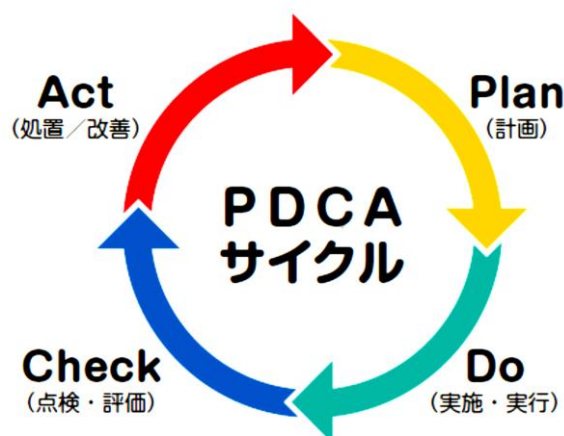 Act
(処置／改善)
Plan
(計画)
PDCA
サイクル
Check
(点検・評価)
Do
(実施・実行)